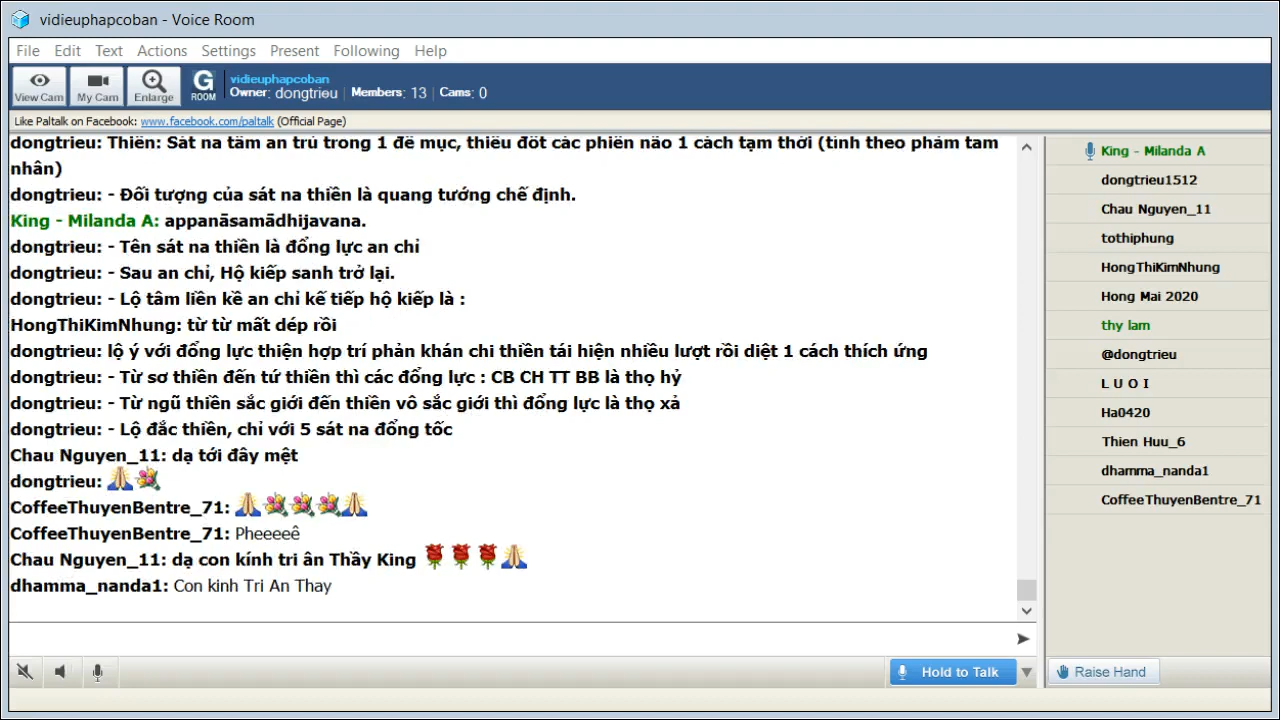 vidieuphapcoban - Voice Room
File Edit Text Actions Settings Present Following Help
View Cam My Cam Enlarge G ROOM vidieuphapcoban
Owner: dongtrieu | Members: 13 | Cams: 0
Like Paltalk on Facebook: www.facebook.com/paltalk (Official Page)
dongtrieu: Thiền: Sát na tâm an trú trong 1 đề mục, thiêu đốt các phiền não 1 cách tạm thời (tính theo phàm tam
nhân)
dongtrieu: - Đối tượng của sát na thiền là quang tướng chế định.
King - Milanda A: appanāsamādhijavana.
dongtrieu: - Tên sát na thiền là đổng lực an chỉ
dongtrieu: - Sau an chỉ, Hộ kiếp sanh trở lại.
dongtrieu: - Lộ tâm liền kề an chỉ kế tiếp hộ kiếp là :
HongThiKimNhung: từ từ mất dép rồi
dongtrieu: lộ ý với đổng lực thiện hợp trí phản khán chi thiền tái hiện nhiều lượt rồi diệt 1 cách thích ứng
dongtrieu: - Từ sơ thiền đến tứ thiền thì các đổng lực : CB CH TT BB là thọ hỷ
dongtrieu: - Từ ngũ thiền sắc giới đến thiền vô sắc giới thì đổng lực là thọ xả
dongtrieu: - Lộ đắc thiền, chỉ với 5 sát na đổng tốc
Chau Nguyen_11: dạ tới đây mệt
dongtrieu: 🙏💐
CoffeeThuyenBentre_71: 🙏💐💐💐🙏
CoffeeThuyenBentre_71: Pheeeeê
Chau Nguyen_11: dạ con kính tri ân Thầy King 🌹🌹🌹🙏
dhamma_nanda1: Con kinh Tri An Thay
Hold to Talk
King - Milanda A
dongtrieu1512
Chau Nguyen_11
tothiphung
HongThiKimNhung
Hong Mai 2020
thy lam
@dongtrieu
L U O I
Ha0420
Thien Huu_6
dhamma_nanda1
CoffeeThuyenBentre_71
Raise Hand